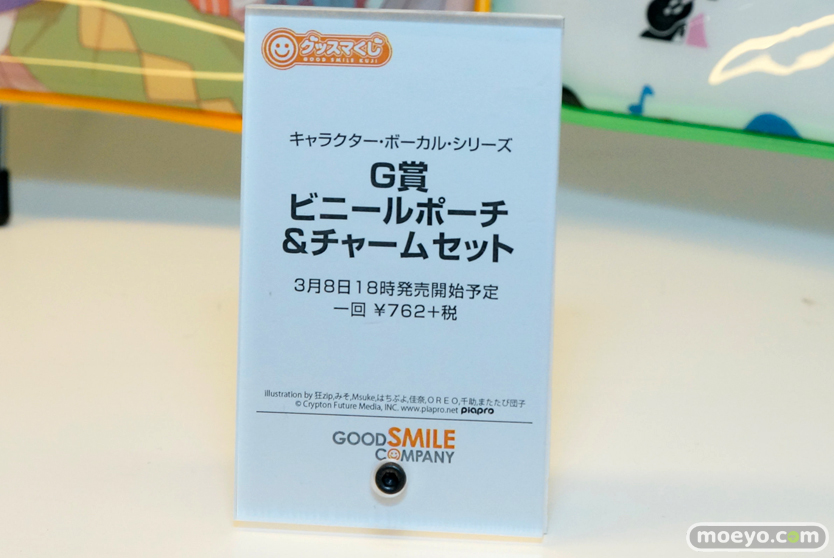 グッスマくじ
GOOD SMILE KUJI
キャラクター・ボーカル・シリーズ
G賞
ビニールポーチ
&チャームセット
3月8日18時発売開始予定
一回 ¥762+税
illustration by 狂zip,みそ,Msuke,はちぷよ,佳奈,OREO,千助,またたび団子
© Crypton Future Media, INC. www.piapro.net piapro
GOOD SMILE
COMPANY
moeyo.com